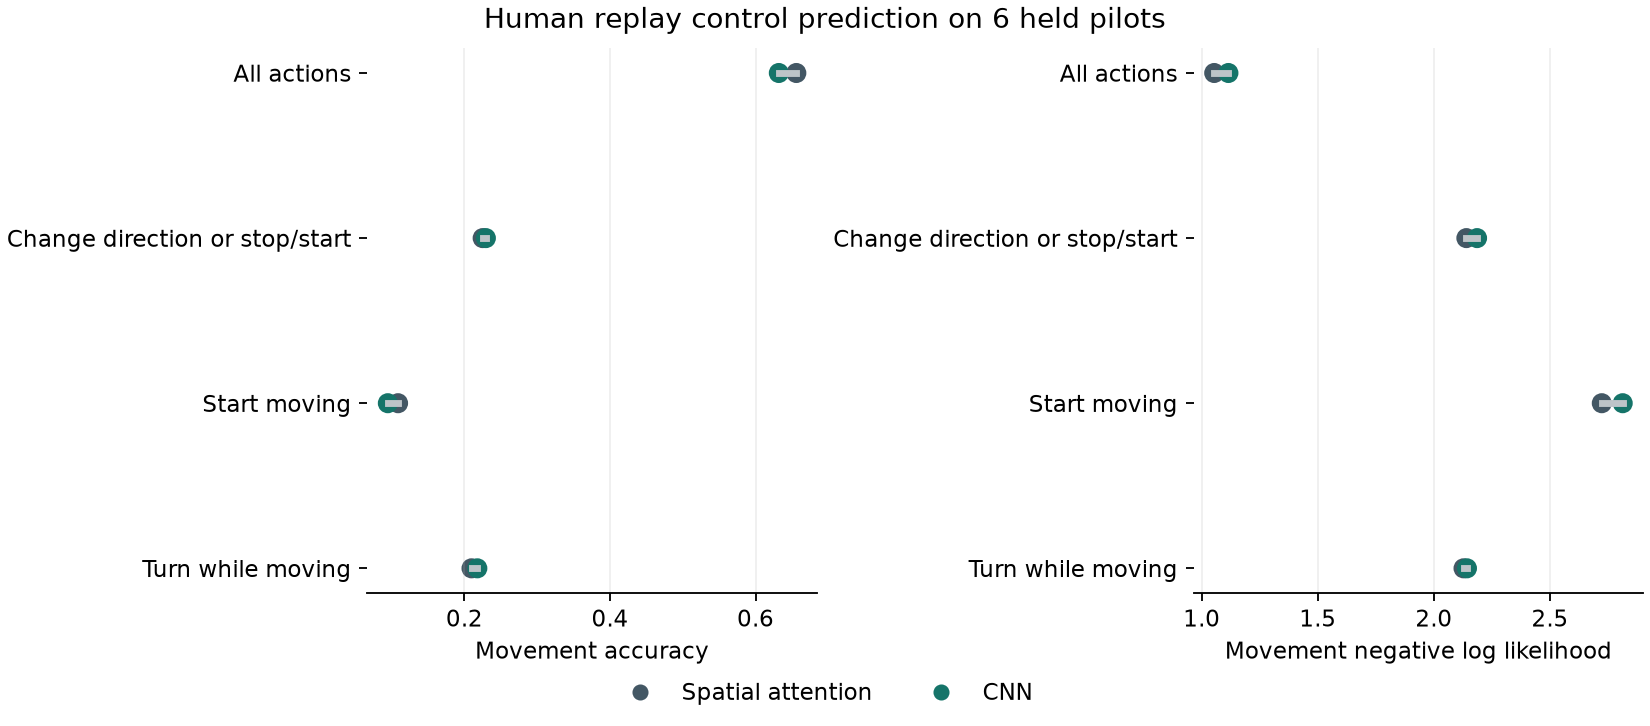 Human replay control prediction on 6 held pilots
All actions
Change direction or stop/start
Start moving
Turn while moving
0.2 0.4 0.6
Movement accuracy
All actions
Change direction or stop/start
Start moving
Turn while moving
1.0 1.5 2.0 2.5
Movement negative log likelihood
Spatial attention CNN